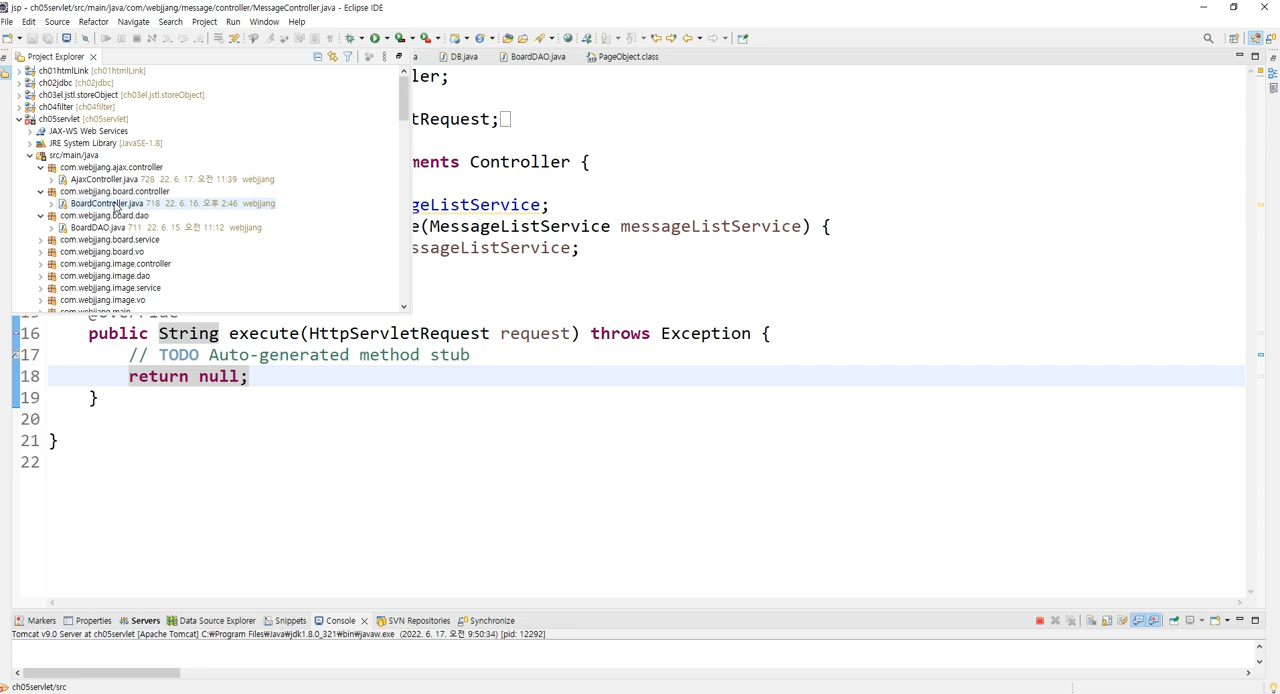 jsp - ch05servlet/src/main/java/com/webjjang/message/controller/MessageController.java - Eclipse IDE
File Edit Source Refactor Navigate Search Project Run Window Help
Project Explorer
a DB.java BoardDAO.java PageObject.class
ch01htmlLink [ch01htmlLink]
ch02jdbc [ch02jdbc]
ch03el.jstl.storeObject [ch03el.jstl.storeObject]
ch04filter [ch04filter]
ch05servlet [ch05servlet]
JAX-WS Web Services
JRE System Library [JavaSE-1.8]
src/main/java
com.webjjang.ajax.controller
AjaxController.java 728 22. 6. 17. 오전 11:39 webjjang
com.webjjang.board.controller
BoardController.java 718 22. 6. 16. 오후 2:46 webjjang
com.webjjang.board.dao
BoardDAO.java 711 22. 6. 15. 오전 11:12 webjjang
com.webjjang.board.service
com.webjjang.board.vo
com.webjjang.image.controller
com.webjjang.image.dao
com.webjjang.image.service
com.webjjang.image.vo
com.webjjang.main
ler;
tRequest;
ments Controller {
geListService;
e(MessageListService messageListService) {
ssageListService;
16 public String execute(HttpServletRequest request) throws Exception {
17 // TODO Auto-generated method stub
18 return null;
19 }
20
21 }
22
Markers Properties Servers Data Source Explorer Snippets Console SVN Repositories Synchronize
Tomcat v9.0 Server at ch05servlet [Apache Tomcat] C:₩Program Files₩Java₩jdk1.8.0_321₩bin₩javaw.exe (2022. 6. 17. 오전 9:50:34) [pid: 12292]
ch05servlet/src